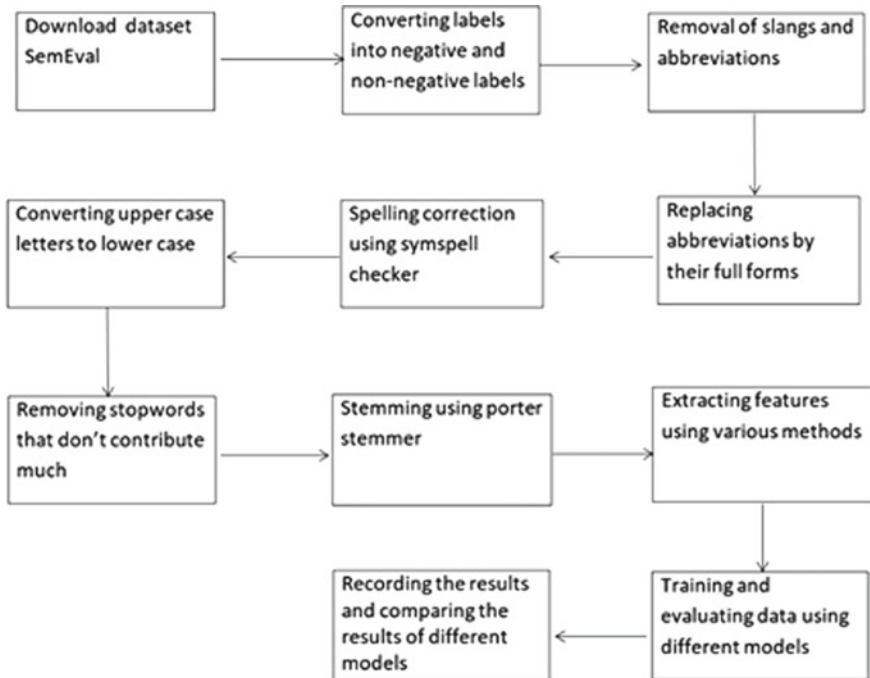 Download dataset
SemEval
Converting labels
into negative and
non-negative labels
Removal of slangs and
abbreviations
Replacing
abbreviations by
their full forms
Spelling correction
using symspell
checker
Converting upper case
letters to lower case
Removing stopwords
that don't contribute
much
Stemming using porter
stemmer
Extracting features
using various methods
Training and
evaluating data using
different models
Recording the results
and comparing the
results of different
models